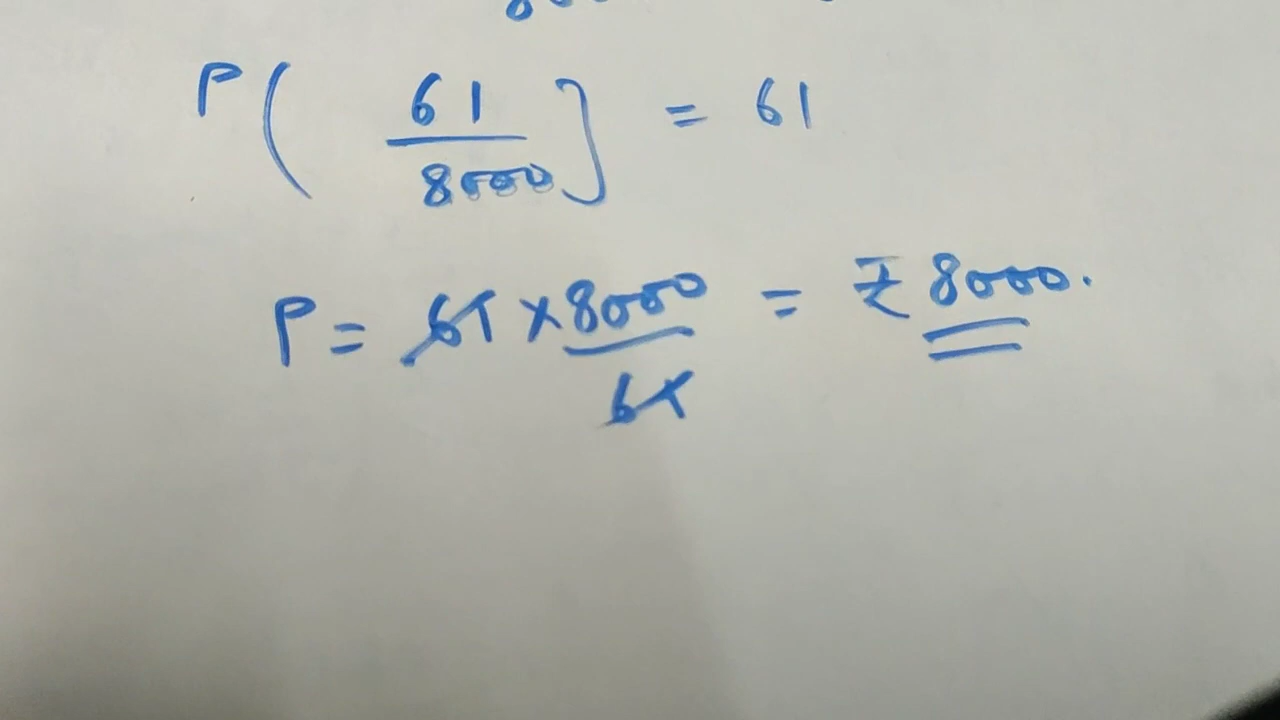 P ( 61/8000 ] = 61
P = 61 × 8000/61 = ₹ 8000.